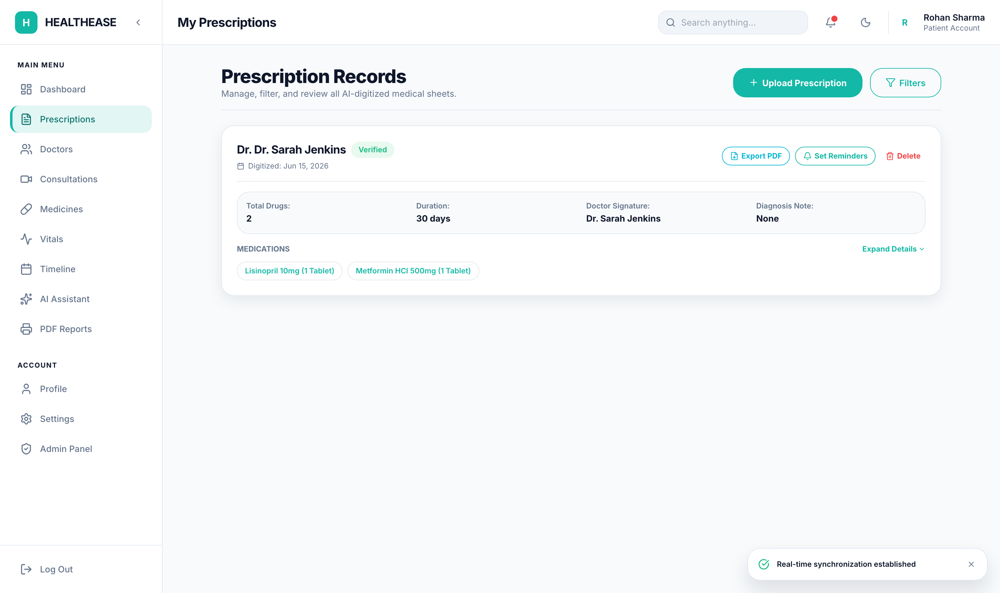 H HEALTHEASE
My Prescriptions
Search anything...
R
Rohan Sharma
Patient Account
MAIN MENU
Dashboard
Prescriptions
Doctors
Consultations
Medicines
Vitals
Timeline
AI Assistant
PDF Reports
ACCOUNT
Profile
Settings
Admin Panel
Log Out
Prescription Records
Manage, filter, and review all AI-digitized medical sheets.
Upload Prescription
Filters
Dr. Dr. Sarah Jenkins Verified
Digitized: Jun 15, 2026
Export PDF
Set Reminders
Delete
Total Drugs:
2
Duration:
30 days
Doctor Signature:
Dr. Sarah Jenkins
Diagnosis Note:
None
MEDICATIONS
Expand Details
Lisinopril 10mg (1 Tablet)
Metformin HCl 500mg (1 Tablet)
Real-time synchronization established